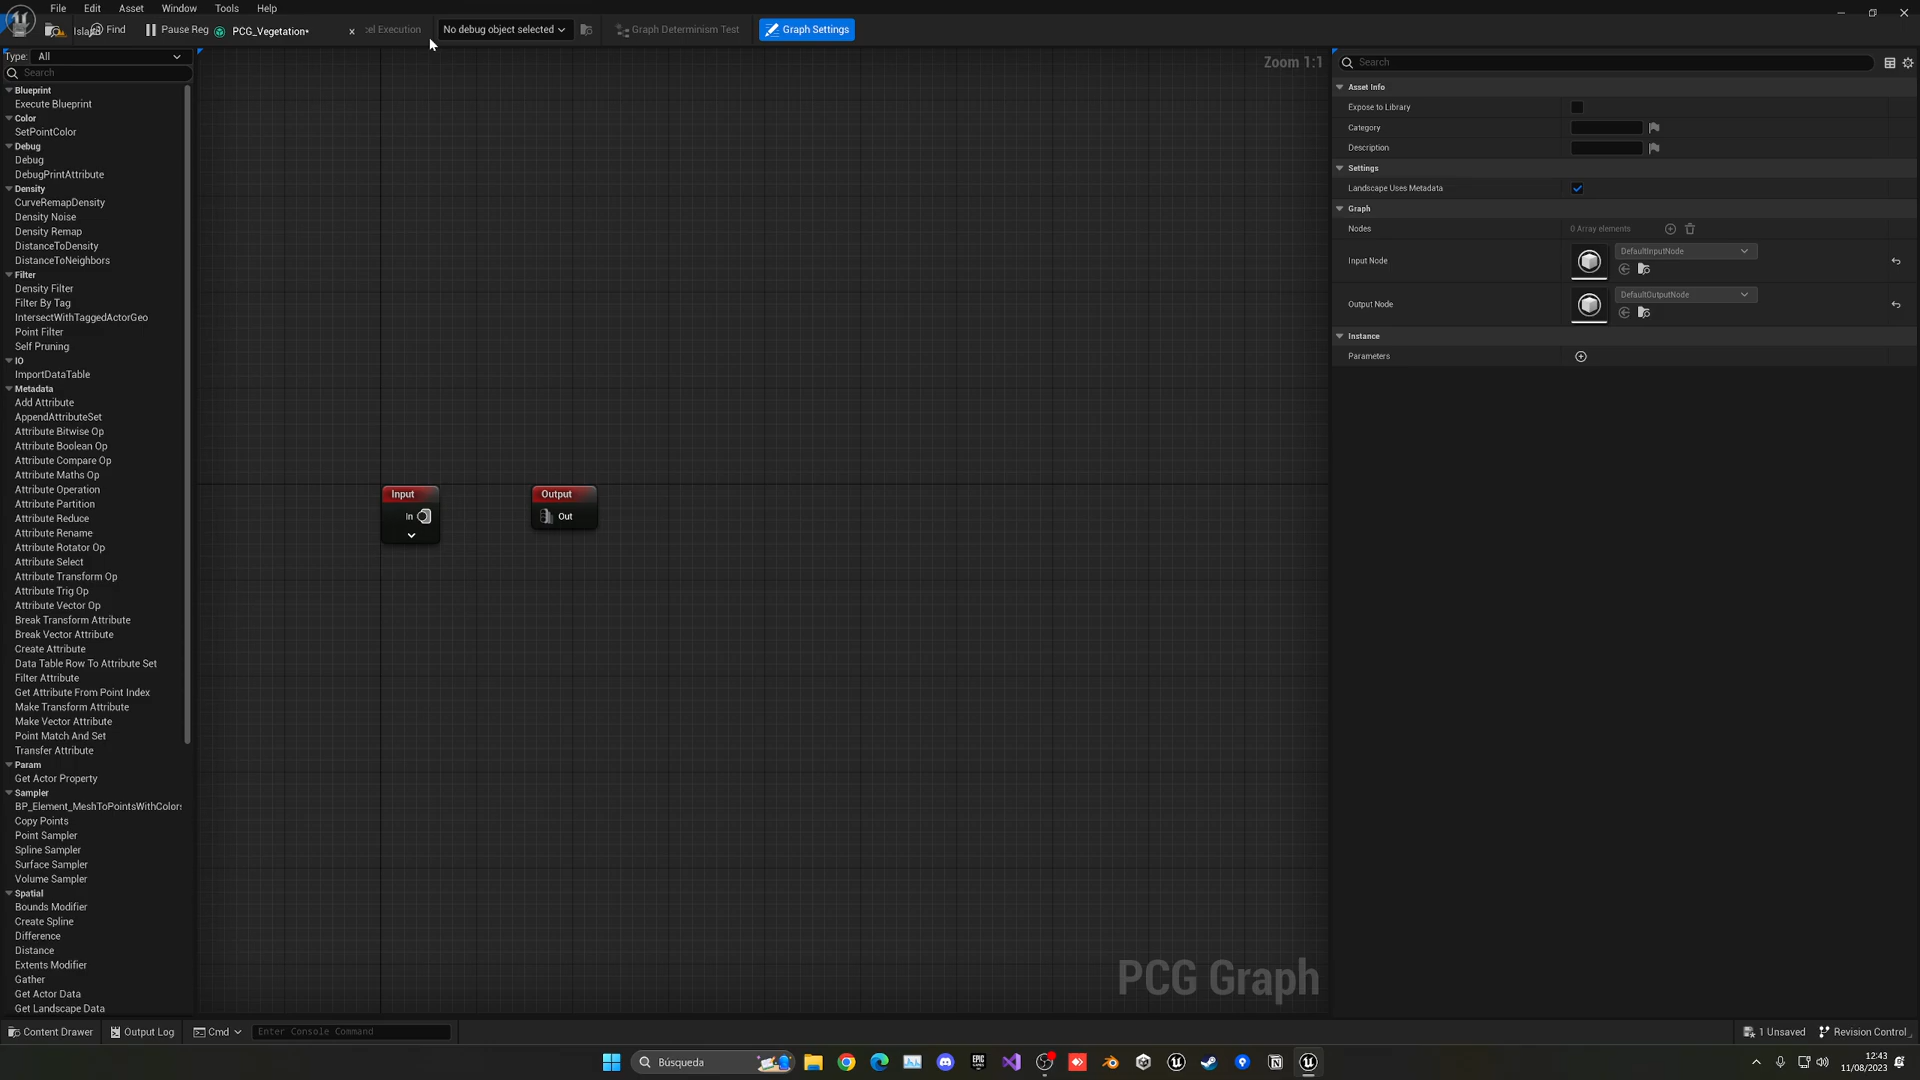 File Edit Asset Window Tools Help
Find Pause Reg PCG_Vegetation* No debug object selected Graph Determinism Test Graph Settings
Type: All
Search
Blueprint
Execute Blueprint
Color
SetPointColor
Debug
Debug
DebugPrintAttribute
Density
CurveRemapDensity
Density Noise
Density Remap
DistanceToDensity
DistanceToNeighbors
Filter
Density Filter
Filter By Tag
IntersectWithTaggedActorGeo
Point Filter
Self Pruning
IO
ImportDataTable
Metadata
Add Attribute
AppendAttributeSet
Attribute Bitwise Op
Attribute Boolean Op
Attribute Compare Op
Attribute Maths Op
Attribute Operation
Attribute Partition
Attribute Reduce
Attribute Rename
Attribute Rotator Op
Attribute Select
Attribute Transform Op
Attribute Trig Op
Attribute Vector Op
Break Transform Attribute
Break Vector Attribute
Create Attribute
Data Table Row To Attribute Set
Filter Attribute
Get Attribute From Point Index
Make Transform Attribute
Make Vector Attribute
Point Match And Set
Transfer Attribute
Param
Get Actor Property
Sampler
BP_Element_MeshToPointsWithColors
Copy Points
Point Sampler
Spline Sampler
Surface Sampler
Volume Sampler
Spatial
Bounds Modifier
Create Spline
Difference
Distance
Extents Modifier
Gather
Get Actor Data
Get Landscape Data
Zoom 1:1
Input
In
Output
Out
PCG Graph
Search
Asset Info
Expose to Library
Category
Description
Settings
Landscape Uses Metadata
Graph
Nodes 0 Array elements
Input Node DefaultInputNode
Output Node DefaultOutputNode
Instance
Parameters
Content Drawer Output Log Cmd Enter Console Command 1 Unsaved Revision Control
Búsqueda
12:43
11/08/2023